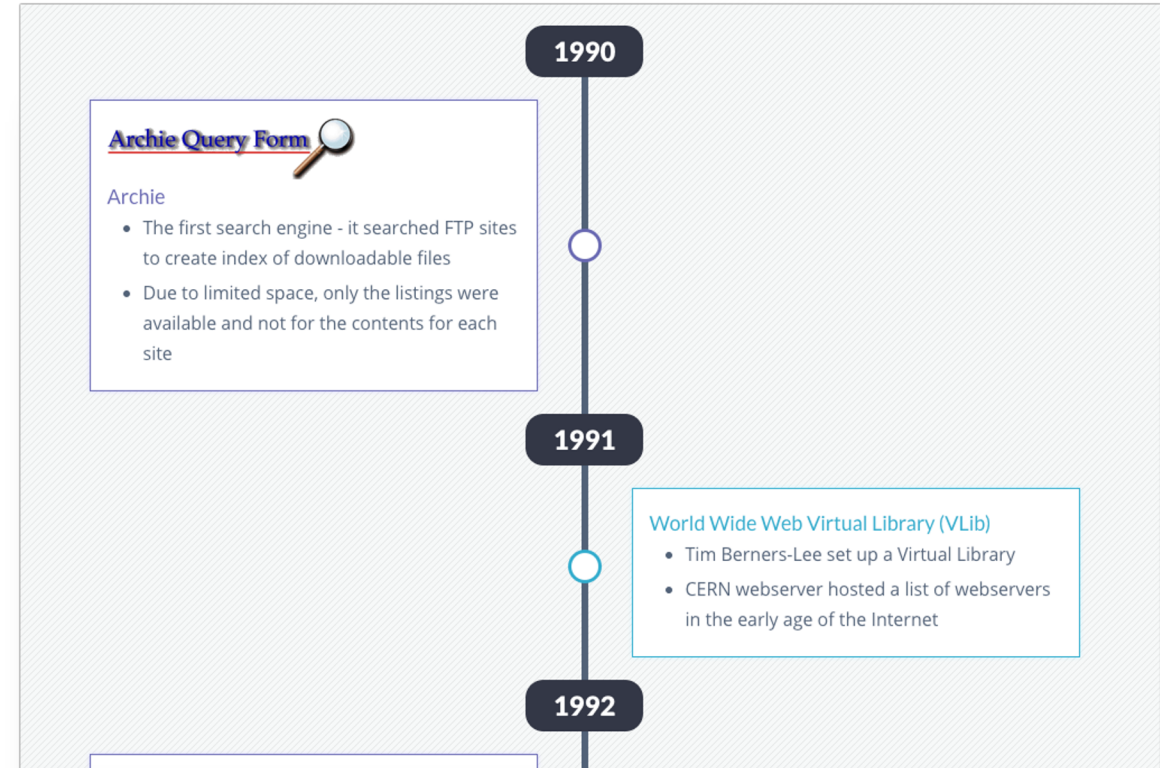 1990
Archie Query Form
Archie
The first search engine - it searched FTP sites
to create index of downloadable files
Due to limited space, only the listings were
available and not for the contents for each
site
1991
World Wide Web Virtual Library (VLib)
Tim Berners-Lee set up a Virtual Library
CERN webserver hosted a list of webservers
in the early age of the Internet
1992